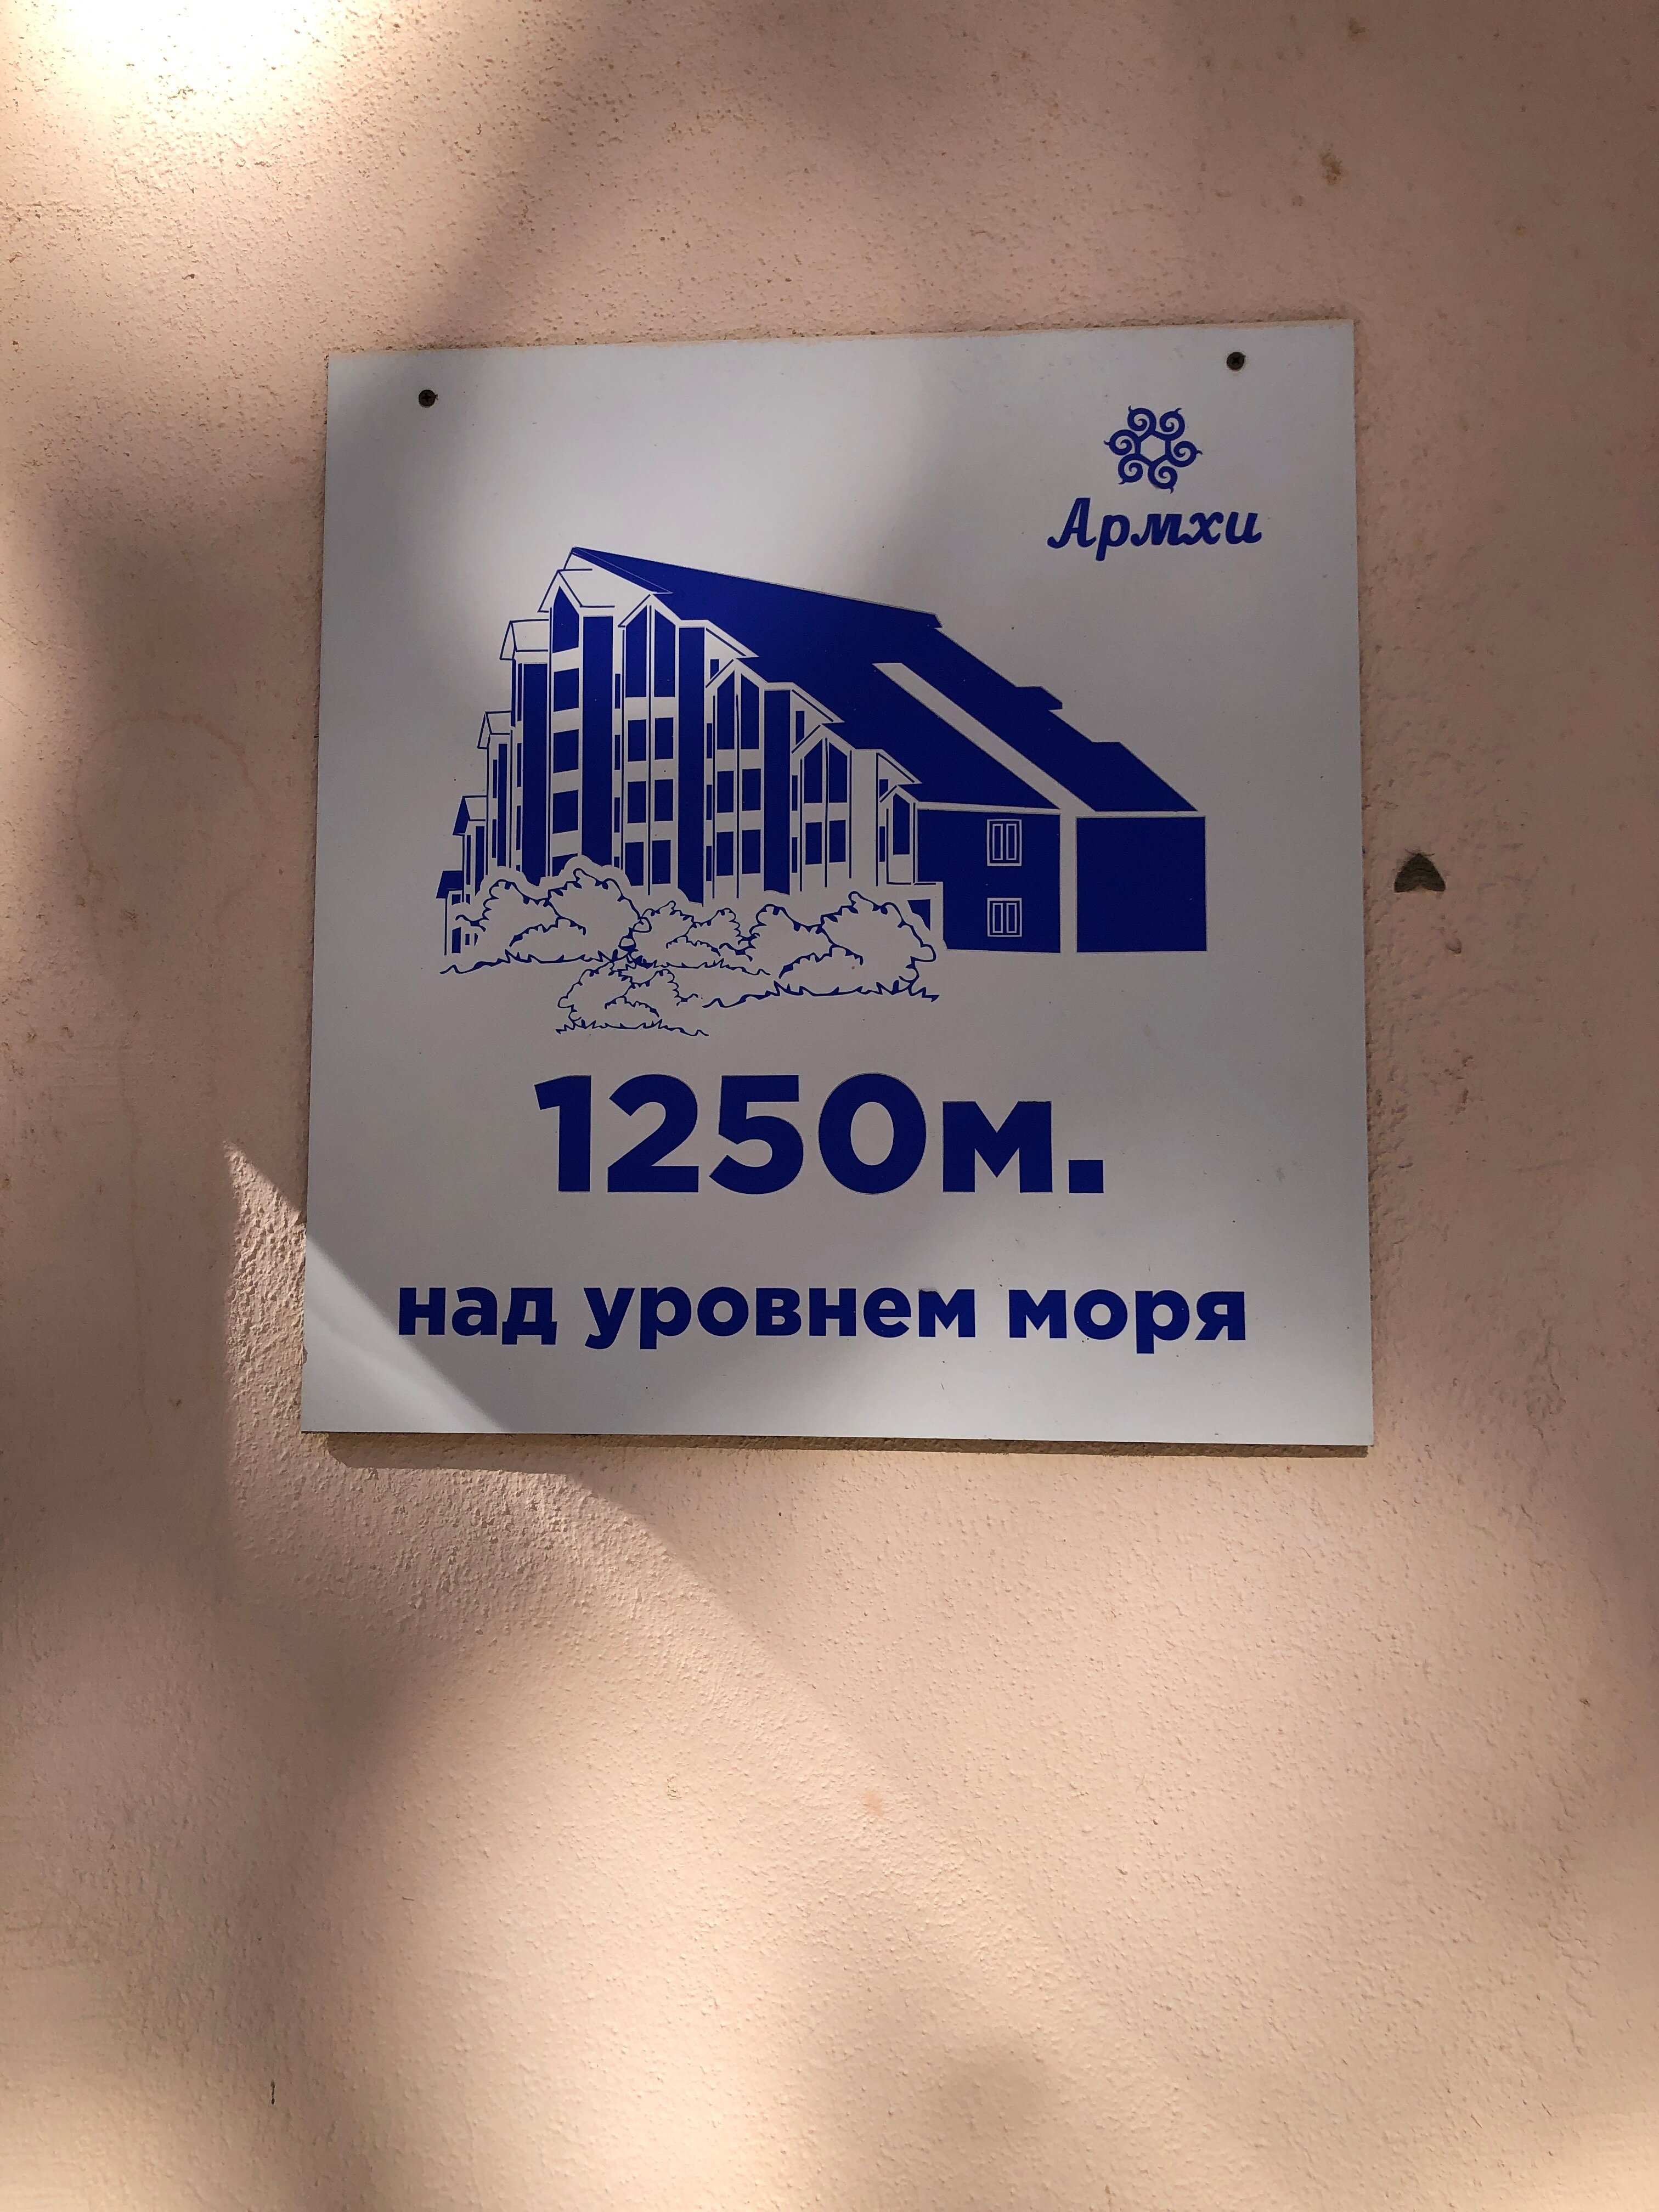 Армхи
1250м.
над уровнем моря